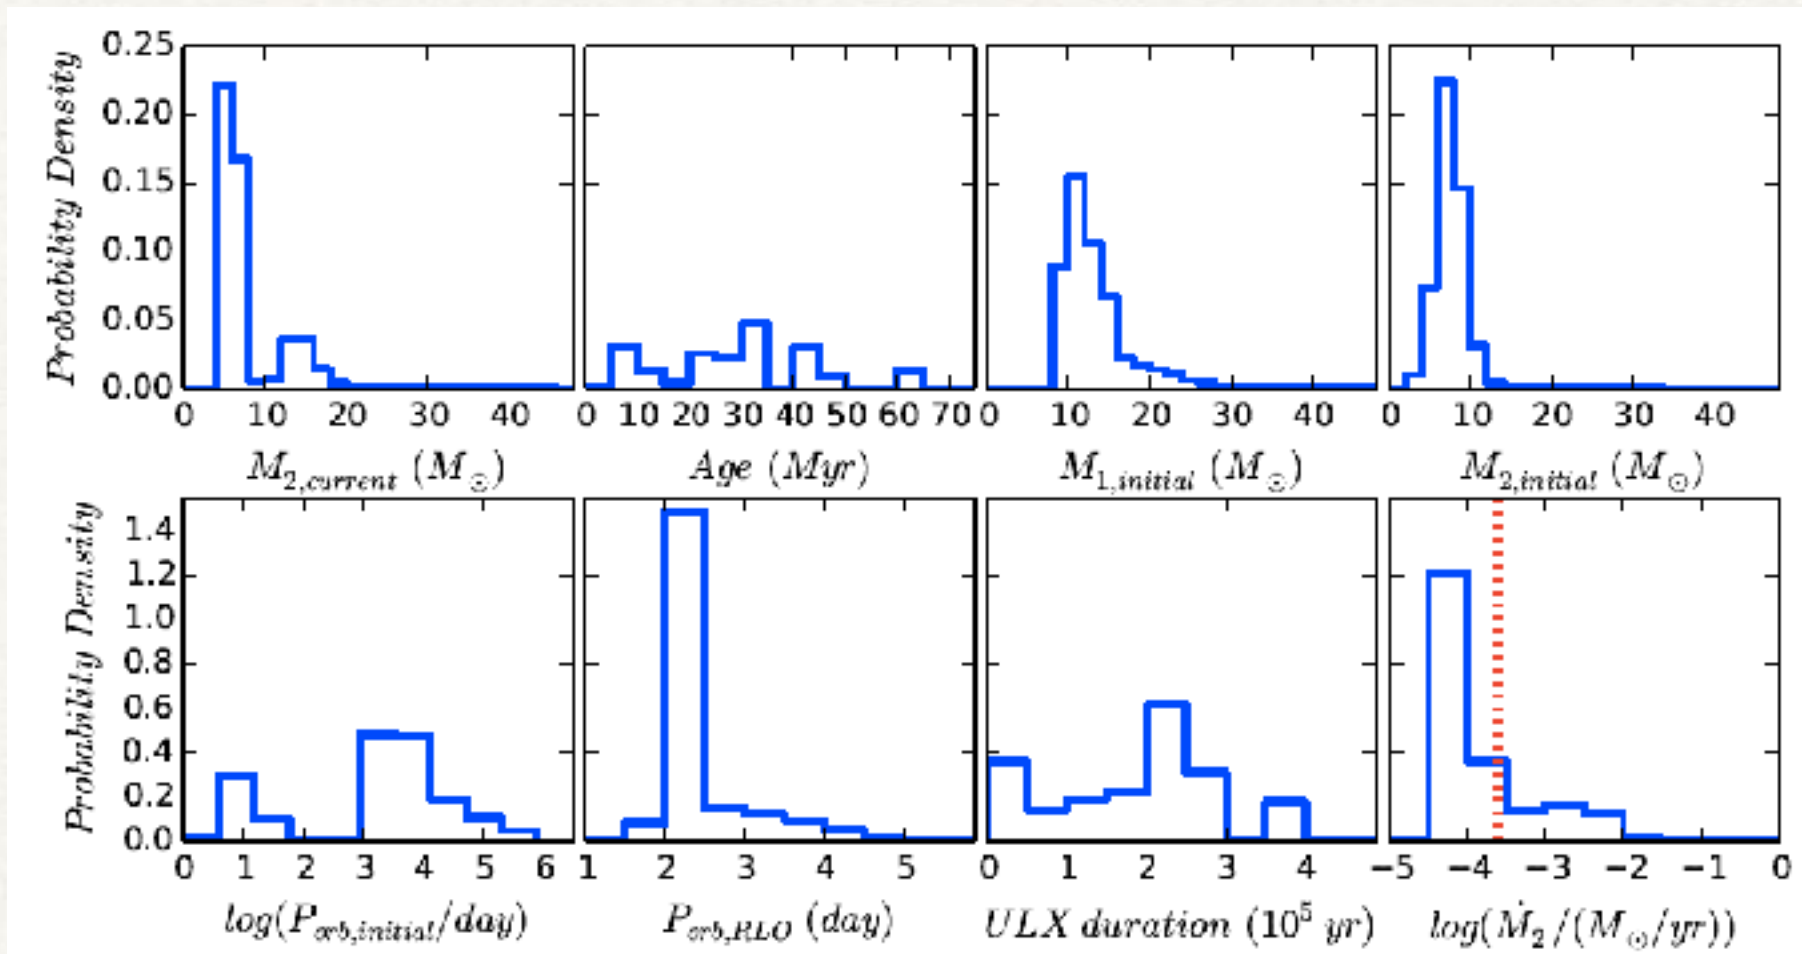 Probability Density
0.25
0.20
0.15
0.10
0.05
0.00
0 10 20 30 40
0 10 20 30 40 50 60 70
0 10 20 30 40
0 10 20 30 40
M₂,current (M⊙)
Age (Myr)
M₁,initial (M⊙)
M₂,initial (M⊙)
Probability Density
1.4
1.2
1.0
0.8
0.6
0.4
0.2
0.0
0 1 2 3 4 5 6
1 2 3 4 5
0 1 2 3 4
−5 −4 −3 −2 −1 0
log(Pорb,initial/day)
Porb,RLO (day)
ULX duration (10⁵ yr)
log(Ṁ₂/(M⊙/yr))